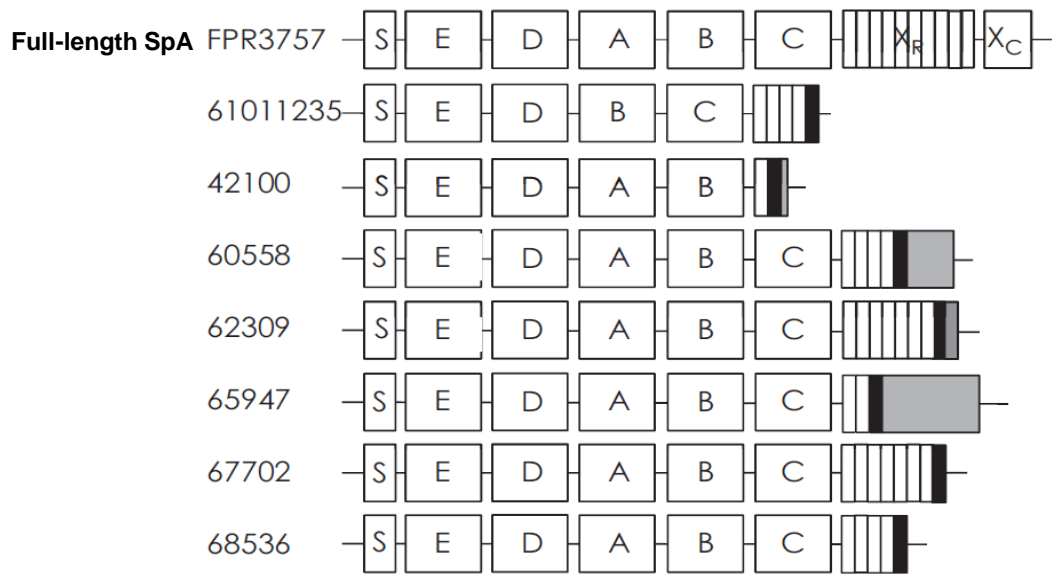 Full-length SpA FPR3757 S E D A B C XR XC
61011235 S E D B C
42100 S E D A B
60558 S E D A B C
62309 S E D A B C
65947 S E D A B C
67702 S E D A B C
68536 S E D A B C